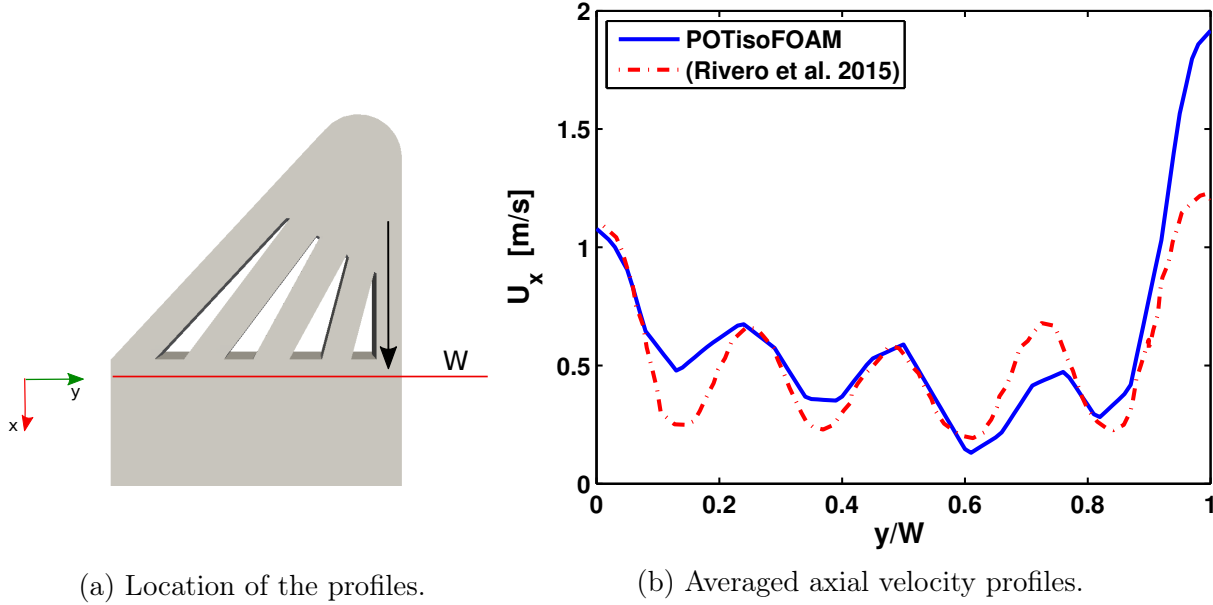 W
y
x
(a) Location of the profiles.
POTisoFOAM
(Rivero et al. 2015)
U_x [m/s]
2
1.5
1
0.5
0
0 0.2 0.4 0.6 0.8 1
y/W
(b) Averaged axial velocity profiles.